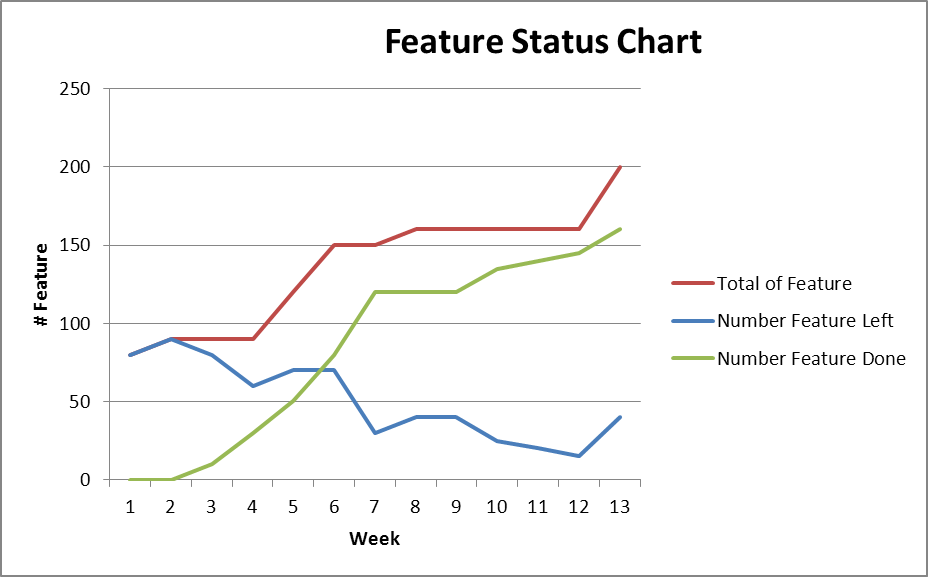 Feature Status Chart
250
200
150
100
50
0
# Feature
1 2 3 4 5 6 7 8 9 10 11 12 13
Week
Total of Feature
Number Feature Left
Number Feature Done